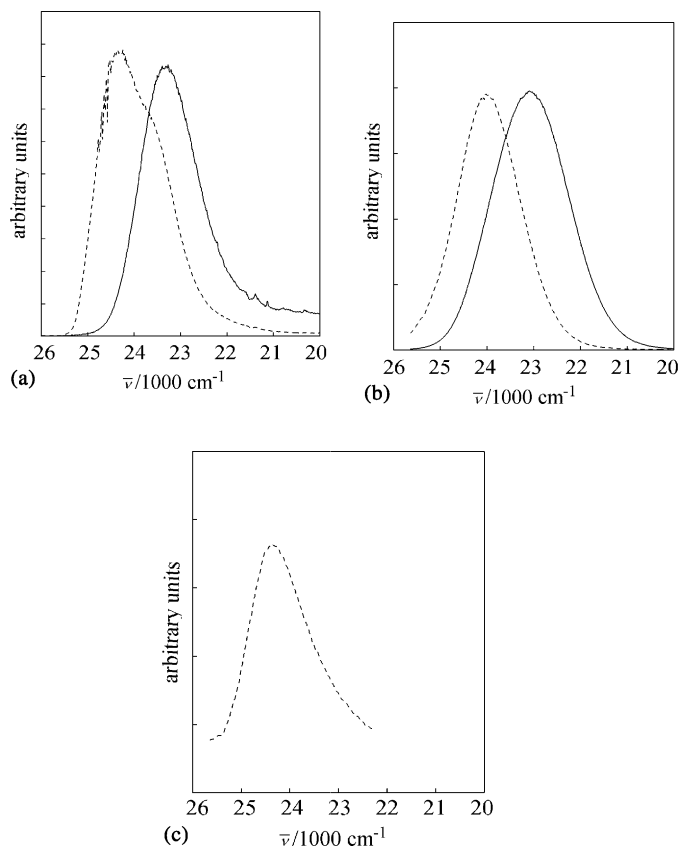 arbitrary units
26 24 23 22 21 20
(a)
ν̅/1000 cm⁻¹
arbitrary units
26 25 24 23 22 21 20
(b)
ν̅/1000 cm⁻¹
arbitrary units
26 25 24 23 22 21 20
(c)
ν̅/1000 cm⁻¹